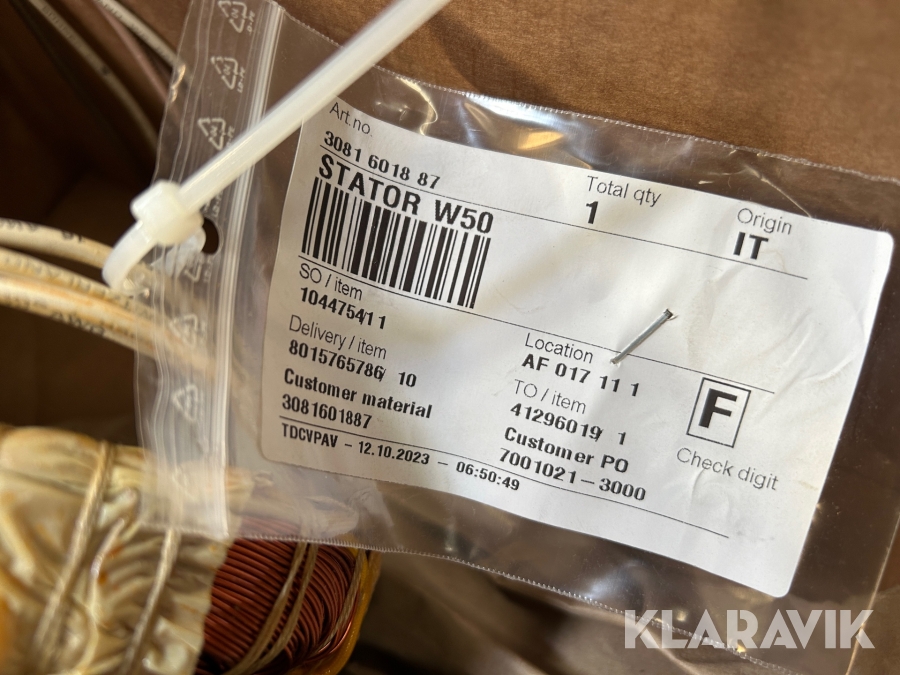 Art.no.
3081 6018 87
STATOR W50
Total qty
1
Origin
IT
SO / item
104475411 1
Delivery / item
8015765786/ 10
Customer material
3081601887
TDCVPAV - 12.10.2023 - 06:50:49
Location
AF 017 11 1
TO / item
41296019/ 1
Customer PO
7001021-3000
F
Check digit
KLARAVIK